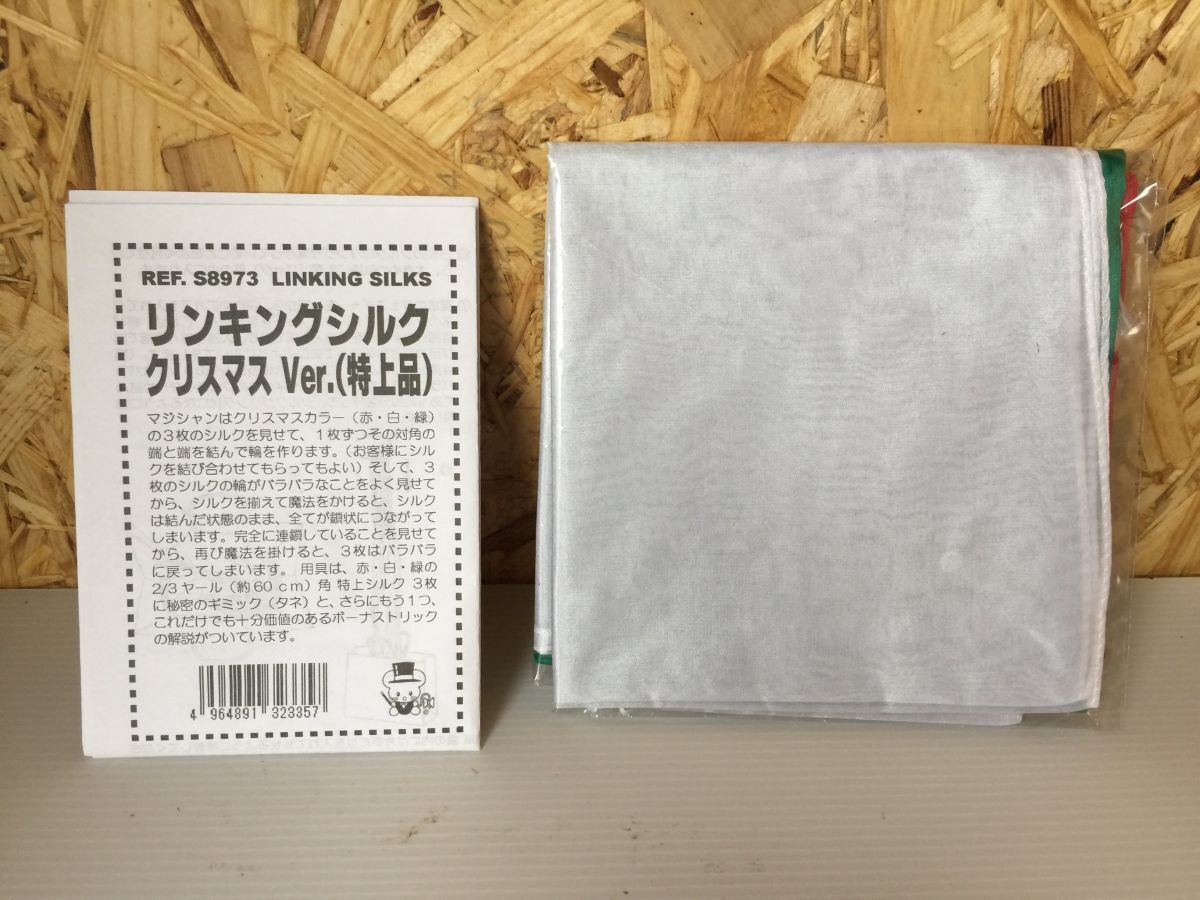 REF. S8973 LINKING SILKS
リンキングシルク
クリスマス Ver.(特上品)
マジシャンはクリスマスカラー（赤・白・緑）
の３枚のシルクを見せて、１枚ずつその対角の
端と端を結んで輪を作ります。（お客様にシル
クを結び合わせてもらってもよい）そして、３
枚のシルクの輪がバラバラなことをよく見せて
から、シルクを揃えて魔法をかけると、シルク
は結んだ状態のまま、全てが鎖状につながって
しまいます。完全に連鎖していることを見せて
から、再び魔法を掛けると、３枚はバラバラ
に戻ってしまいます。 用具は、赤・白・緑の
2/3ヤール（約60cm）角 特上シルク 3枚
に秘密のギミック（タネ）と、さらにもう１つ、
これだけでも十分価値のあるボーナストリック
の解説がついています。
4 964891 323357